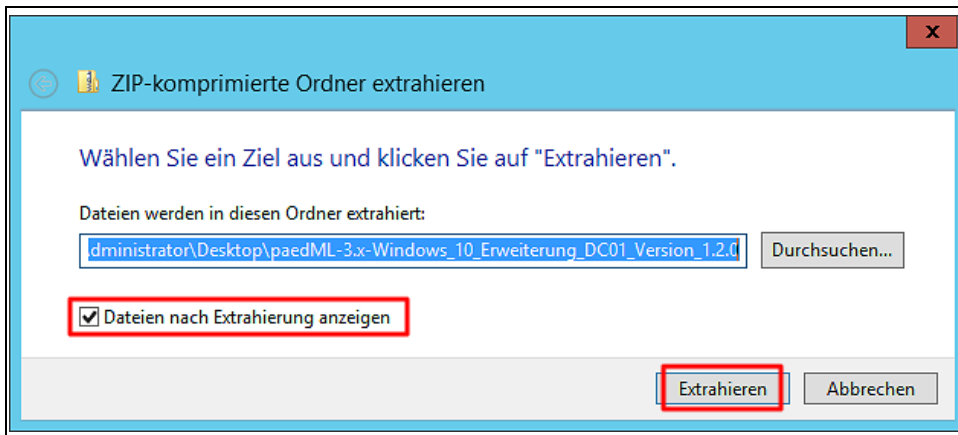 ZIP-komprimierte Ordner extrahieren
Wählen Sie ein Ziel aus und klicken Sie auf "Extrahieren".
Dateien werden in diesen Ordner extrahiert:
.dministrator\Desktop\paedML-3.x-Windows_10_Erweiterung_DC01_Version_1.2.0 Durchsuchen...
Dateien nach Extrahierung anzeigen
Extrahieren Abbrechen